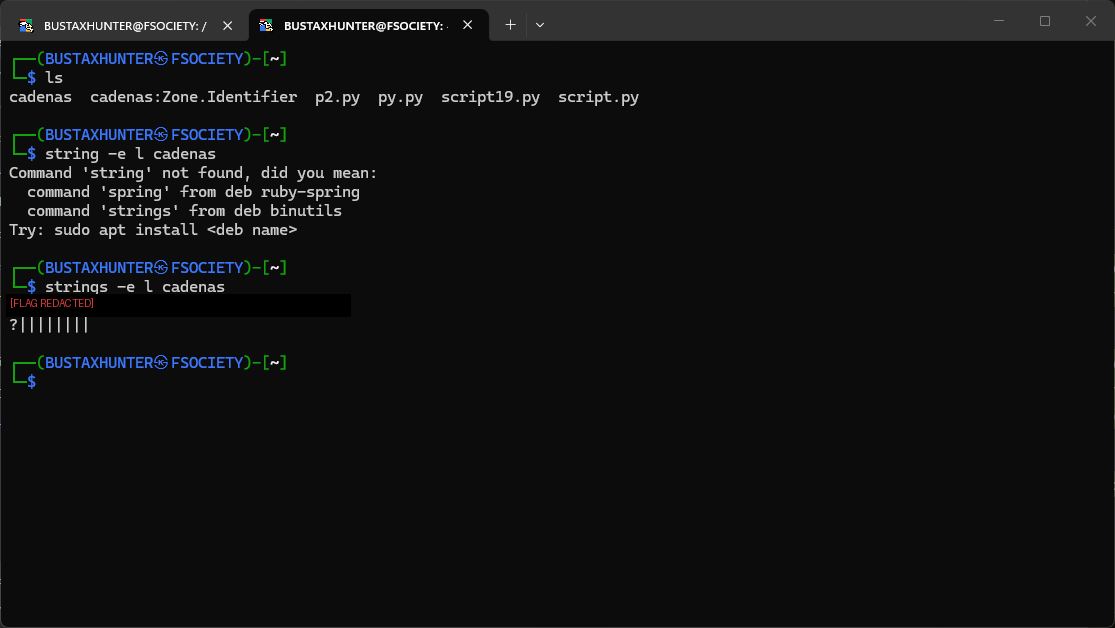 BUSTAXHUNTER@FSOCIETY: /
BUSTAXHUNTER@FSOCIETY:
┌──(BUSTAXHUNTER㉿FSOCIETY)-[~]
└─$ ls
cadenas  cadenas:Zone.Identifier  p2.py  py.py  script19.py  script.py
┌──(BUSTAXHUNTER㉿FSOCIETY)-[~]
└─$ string -e l cadenas
Command 'string' not found, did you mean:
  command 'spring' from deb ruby-spring
  command 'strings' from deb binutils
Try: sudo apt install <deb name>
┌──(BUSTAXHUNTER㉿FSOCIETY)-[~]
└─$ strings -e l cadenas
[FLAG REDACTED]
?||||||||
┌──(BUSTAXHUNTER㉿FSOCIETY)-[~]
└─$